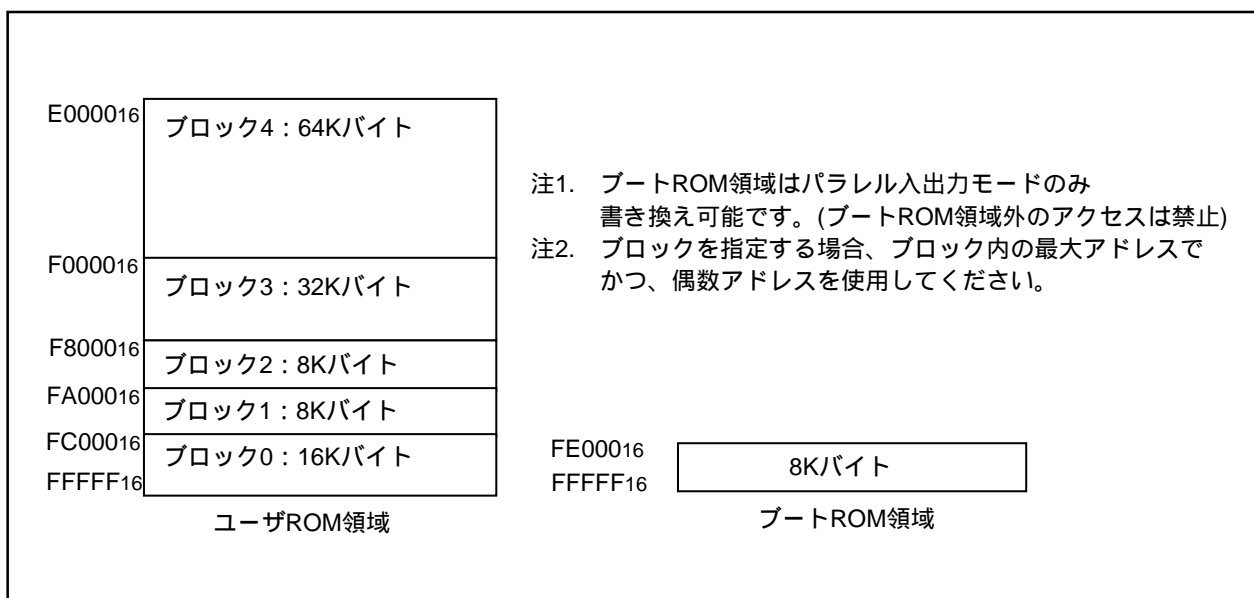 E000016
ブロック4：64Kバイト
F000016
ブロック3：32Kバイト
F800016
ブロック2：8Kバイト
FA00016
ブロック1：8Kバイト
FC00016
ブロック0：16Kバイト
FFFFF16
ユーザROM領域
注1. ブートROM領域はパラレル入出力モードのみ
書き換え可能です。(ブートROM領域外のアクセスは禁止)
注2. ブロックを指定する場合、ブロック内の最大アドレスで
かつ、偶数アドレスを使用してください。
FE00016
8Kバイト
FFFFF16
ブートROM領域